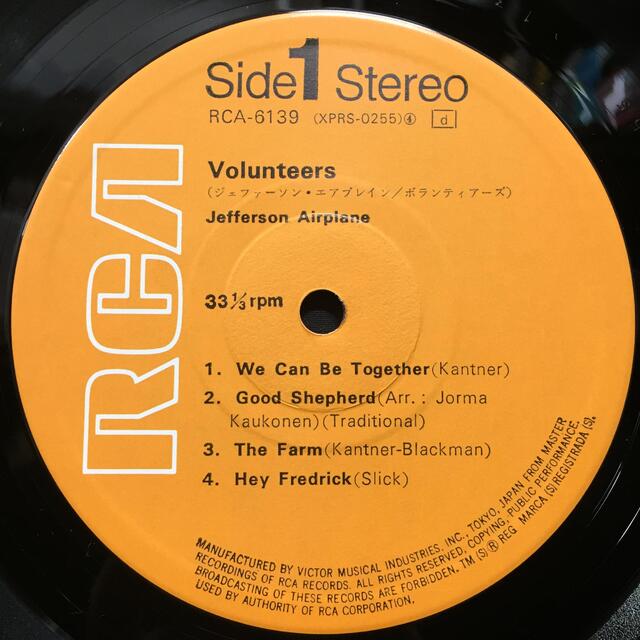 Side 1 Stereo
RCA-6139 (XPRS-0255)④ d
RCA
Volunteers
(ジェファーソン・エアプレイン/ボランティアーズ)
Jefferson Airplane
33⅓rpm
1. We Can Be Together(Kantner)
2. Good Shepherd(Arr.: Jorma
Kaukonen)(Traditional)
3. The Farm(Kantner-Blackman)
4. Hey Fredrick(Slick)
MANUFACTURED BY VICTOR MUSICAL INDUSTRIES, INC., TOKYO, JAPAN FROM MASTER
RECORDINGS OF RCA RECORDS. ALL RIGHTS RESERVED, COPYING, PUBLIC PERFORMANCE,
BROADCASTING OF THESE RECORDS ARE FORBIDDEN. TM (S) ® REG MARCA (S) REGISTRADA (S).
USED BY AUTHORITY OF RCA CORPORATION.